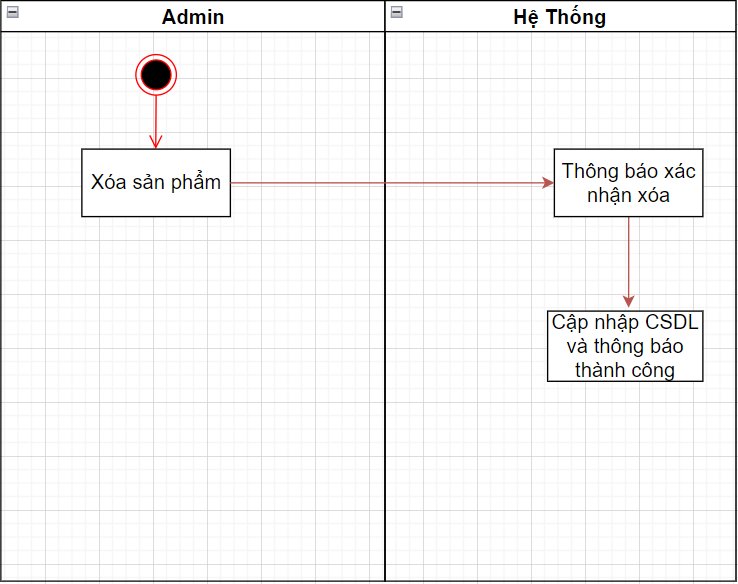 Admin
Hệ Thống
Xóa sản phẩm
Thông báo xác
nhận xóa
Cập nhập CSDL
và thông báo
thành công